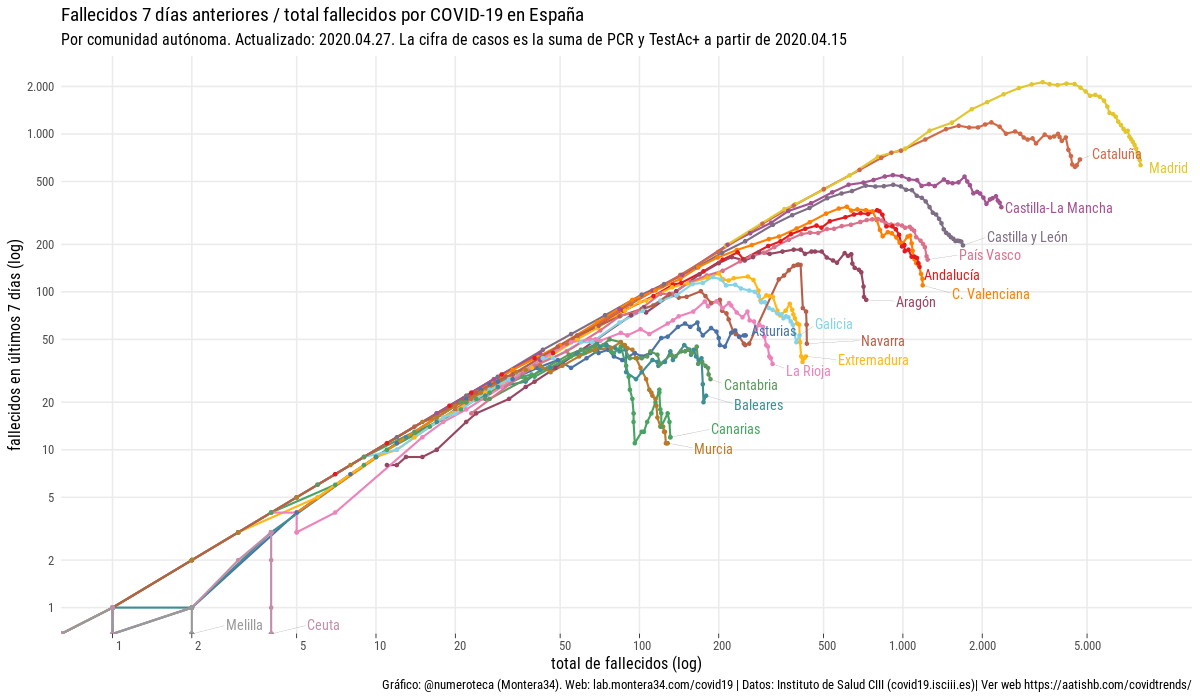 Fallecidos 7 días anteriores / total fallecidos por COVID-19 en España
Por comunidad autónoma. Actualizado: 2020.04.27. La cifra de casos es la suma de PCR y TestAc+ a partir de 2020.04.15
fallecidos en últimos 7 días (log)
2.000
1.000
500
200
100
50
20
10
5
2
1
Cataluña
Madrid
Castilla-La Mancha
Castilla y León
País Vasco
Andalucía
C. Valenciana
Aragón
Galicia
Asturias
Navarra
Extremadura
La Rioja
Cantabria
Baleares
Canarias
Murcia
Melilla
Ceuta
1
2
5
10
20
50
100
200
500
1.000
2.000
5.000
total de fallecidos (log)
Gráfico: @numeroteca (Montera34). Web: lab.montera34.com/covid19 | Datos: Instituto de Salud CIII (covid19.isciii.es)| Ver web https://aatishb.com/covidtrends/